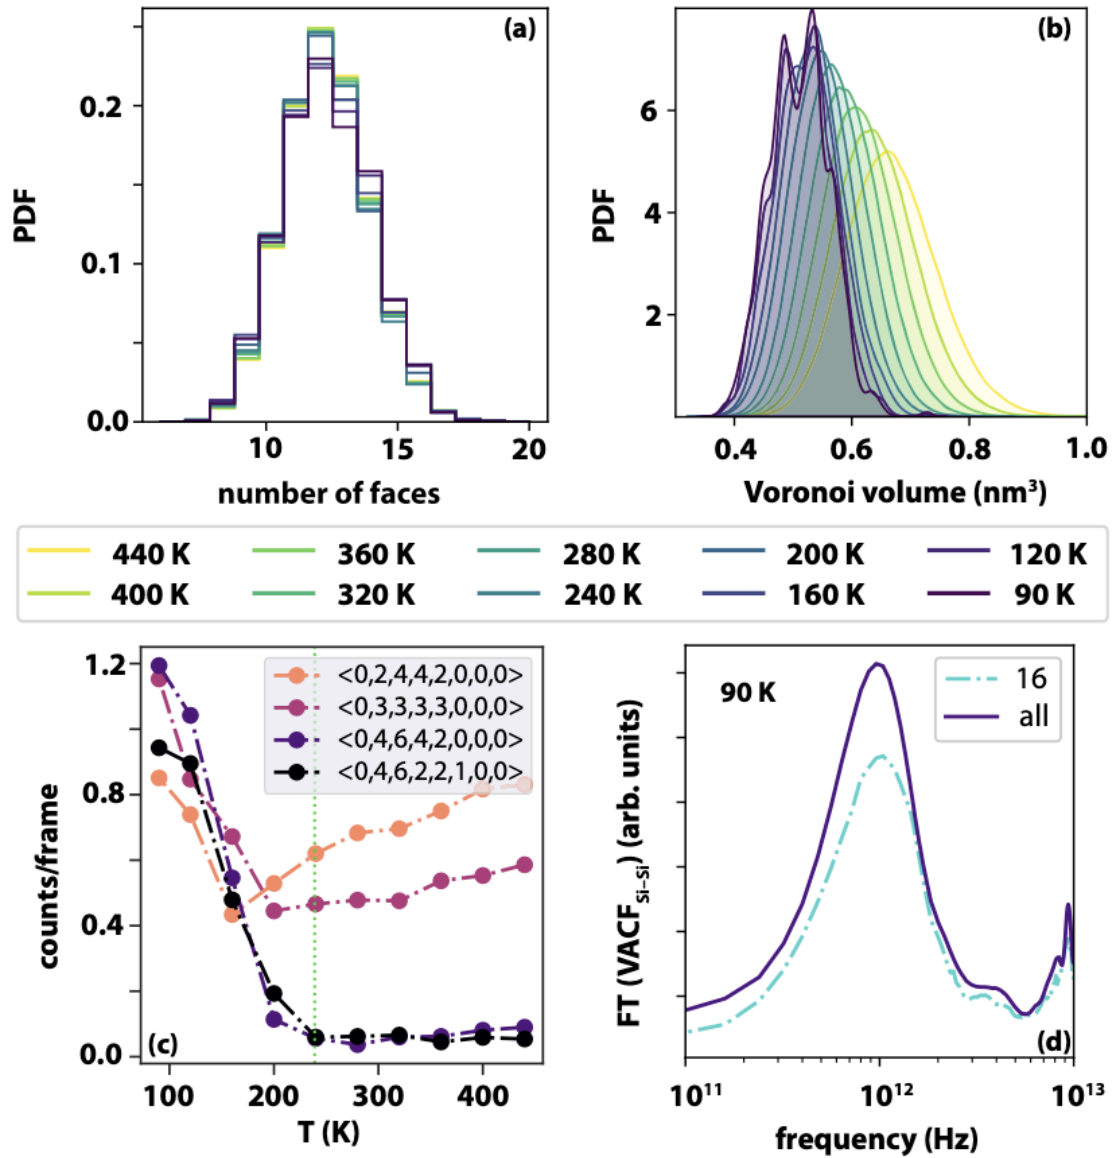 (a)
PDF
0.2
0.1
0.0
10
15
20
number of faces
(b)
PDF
6
4
2
0.4
0.6
0.8
1.0
Voronoi volume (nm³)
440 K
360 K
280 K
200 K
120 K
400 K
320 K
240 K
160 K
90 K
<0,2,4,4,2,0,0,0>
<0,3,3,3,3,0,0,0>
<0,4,6,4,2,0,0,0>
<0,4,6,2,2,1,0,0>
counts/frame
1.2
0.8
0.4
0.0
(c)
100
200
300
400
T (K)
90 K
16
all
FT (VACF Si-Si) (arb. units)
(d)
10¹¹
10¹²
10¹³
frequency (Hz)